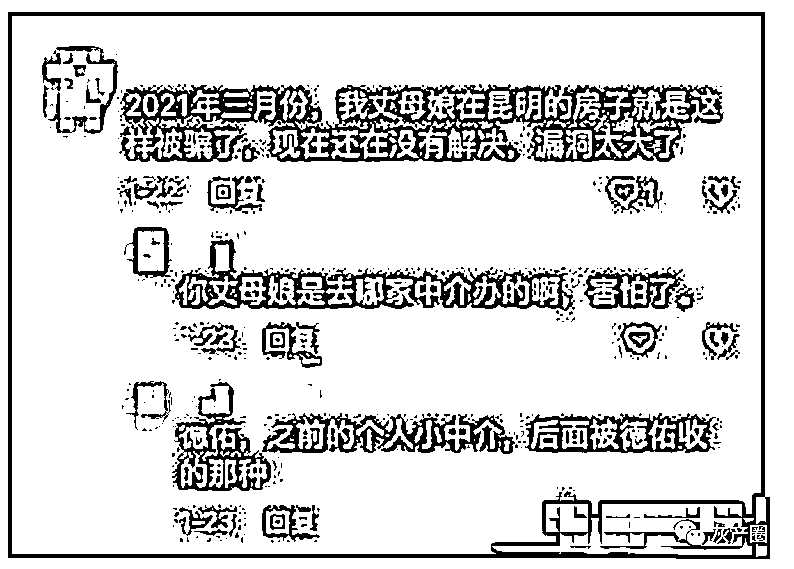 2021年三月份，我丈母娘在昆明的房子就是这
样被骗了。现在还在没有解决，漏洞太大了
1-12 回复
1
你丈母娘是去哪家中介办的啊，害怕了。
1-23 回复
德佑，之前的个人小中介，后面被德佑收
的那种
1-23 回复
灰产圈